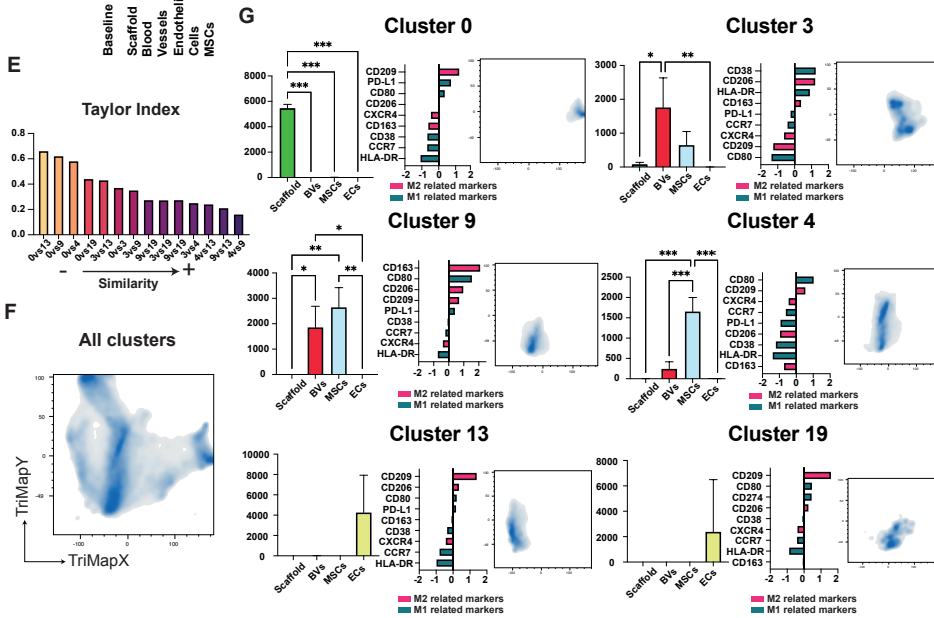 Baseline
Scaffold
Blood
Vessels
Endotheli
Cells
MSCs
E
Taylor Index
0.8
0.6
0.4
0.2
0.0
0vs13
0vs9
0vs4
0vs19
3vs13
0vs3
3vs9
9vs19
3vs19
9vs19
3vs4
4vs13
9vs13
4vs9
-
+
Similarity
F
All clusters
100
50
0
-50
-100
0
100
TriMapY
TriMapX
G
Cluster 0
***
***
***
8000
6000
4000
2000
0
Scaffold
BVs
MSCs
ECs
CD209
PD-L1
CD80
CD206
CXCR4
CD163
CD38
CCR7
HLA-DR
-2
-1
0
1
2
M2 related markers
M1 related markers
Cluster 3
*
**
3000
2000
1000
0
Scaffold
BVs
MSCs
ECs
CD38
CD206
HLA-DR
CD163
PD-L1
CCR7
CXCR4
CD209
CD80
-2
-1
0
1
2
M2 related markers
M1 related markers
Cluster 9
*
**
*
**
4000
3000
2000
1000
0
Scaffold
BVs
MSCs
ECs
CD163
CD80
CD206
CD209
PD-L1
CD38
CCR7
CXCR4
HLA-DR
-2
-1
0
1
2
M2 related markers
M1 related markers
Cluster 4
***
***
***
2500
2000
1500
1000
500
0
Scaffold
BVs
MSCs
ECs
CD80
CD209
CXCR4
CCR7
PD-L1
CD206
CD38
HLA-DR
CD163
-2
-1
0
1
2
M2 related markers
M1 related markers
Cluster 13
10000
8000
6000
4000
2000
0
Scaffold
BVs
MSCs
ECs
CD209
CD206
CD80
PD-L1
CD163
CD38
CXCR4
CCR7
HLA-DR
-2
-1
0
1
2
M2 related markers
M1 related markers
Cluster 19
8000
6000
4000
2000
0
Scaffold
BVs
MSCs
ECs
CD209
CD80
CD274
CD206
CD38
CXCR4
CCR7
HLA-DR
CD163
-2
-1
0
1
2
M2 related markers
M1 related markers